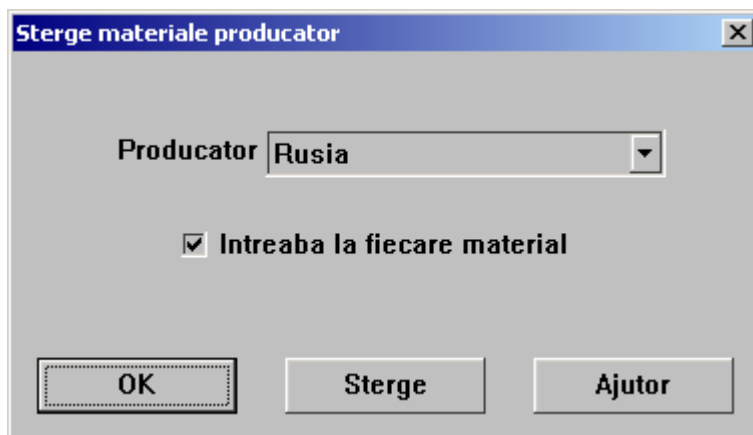 Sterge materiale producator
Producator Rusia
Intreaba la fiecare material
OK Sterge Ajutor